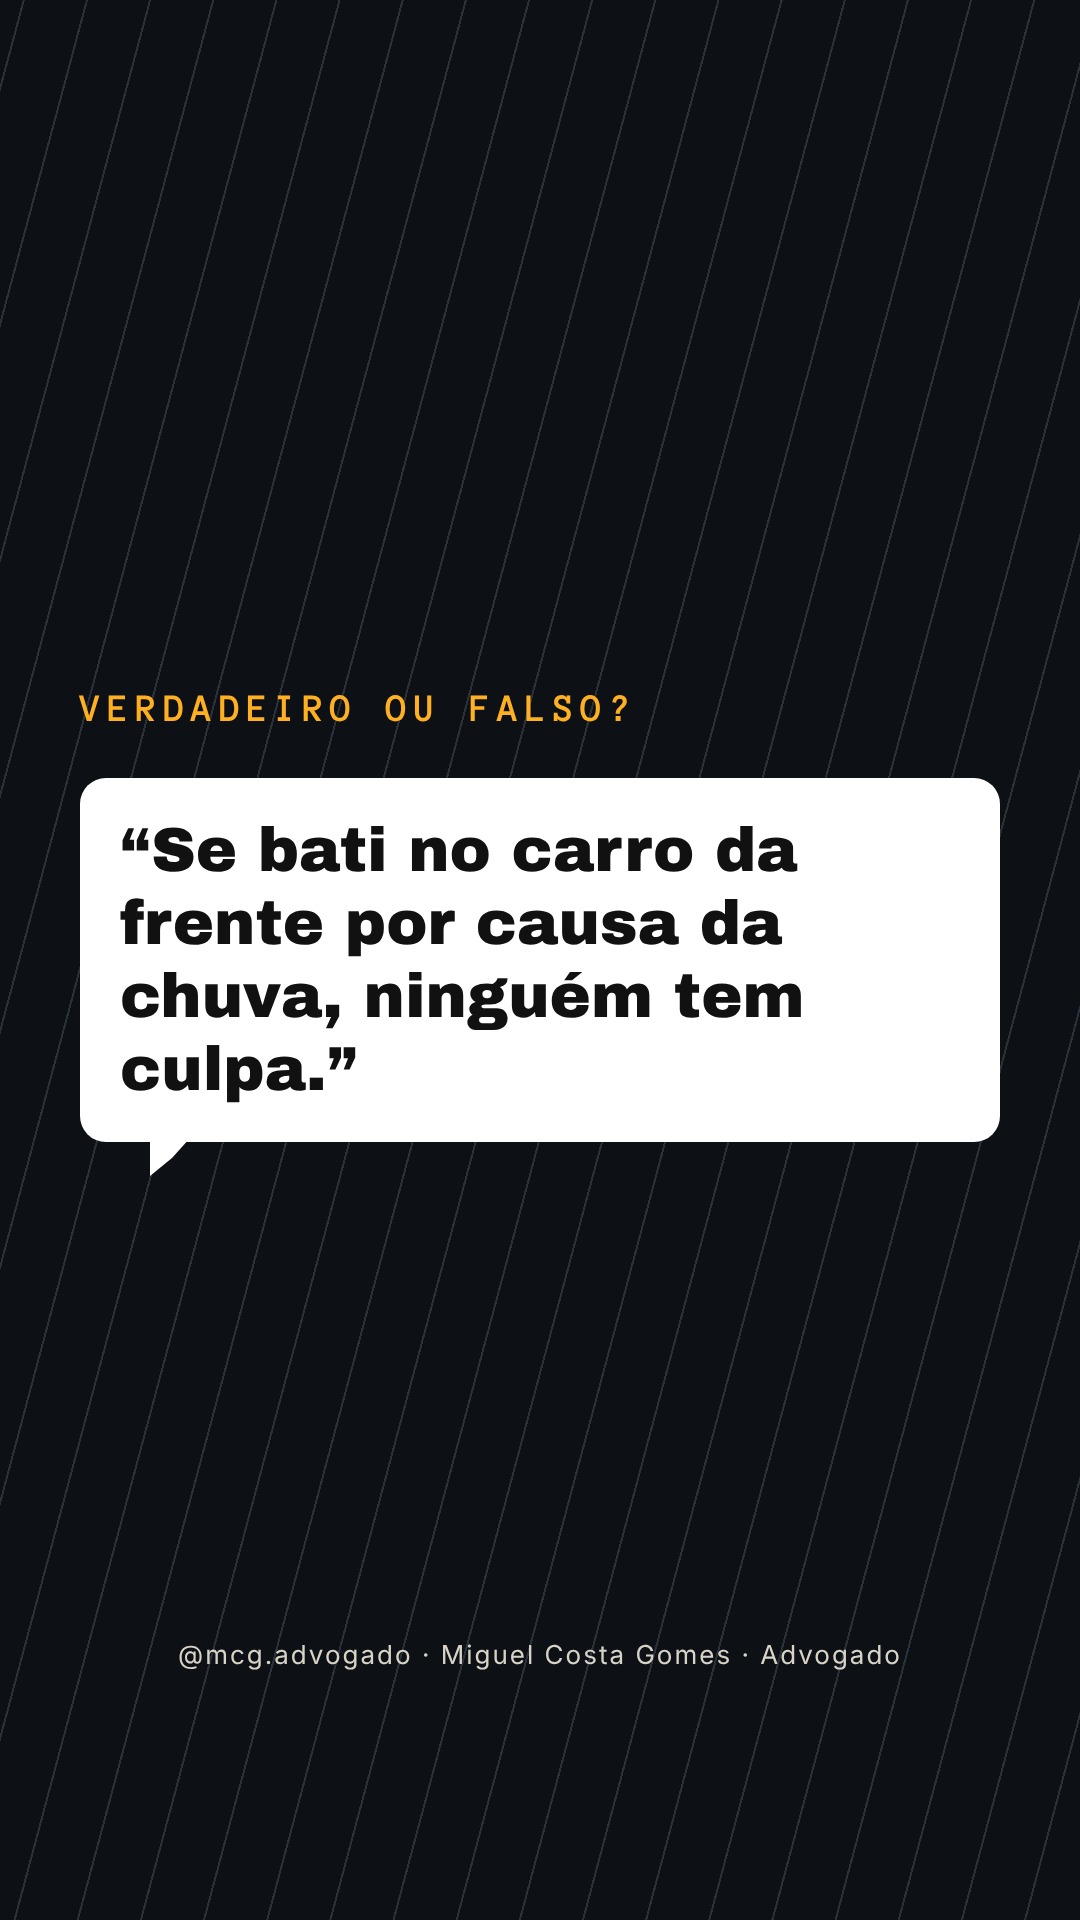 VERDADEIRO OU FALSO?
“Se bati no carro da
frente por causa da
chuva, ninguém tem
culpa.”
@mcg.advogado · Miguel Costa Gomes · Advogado